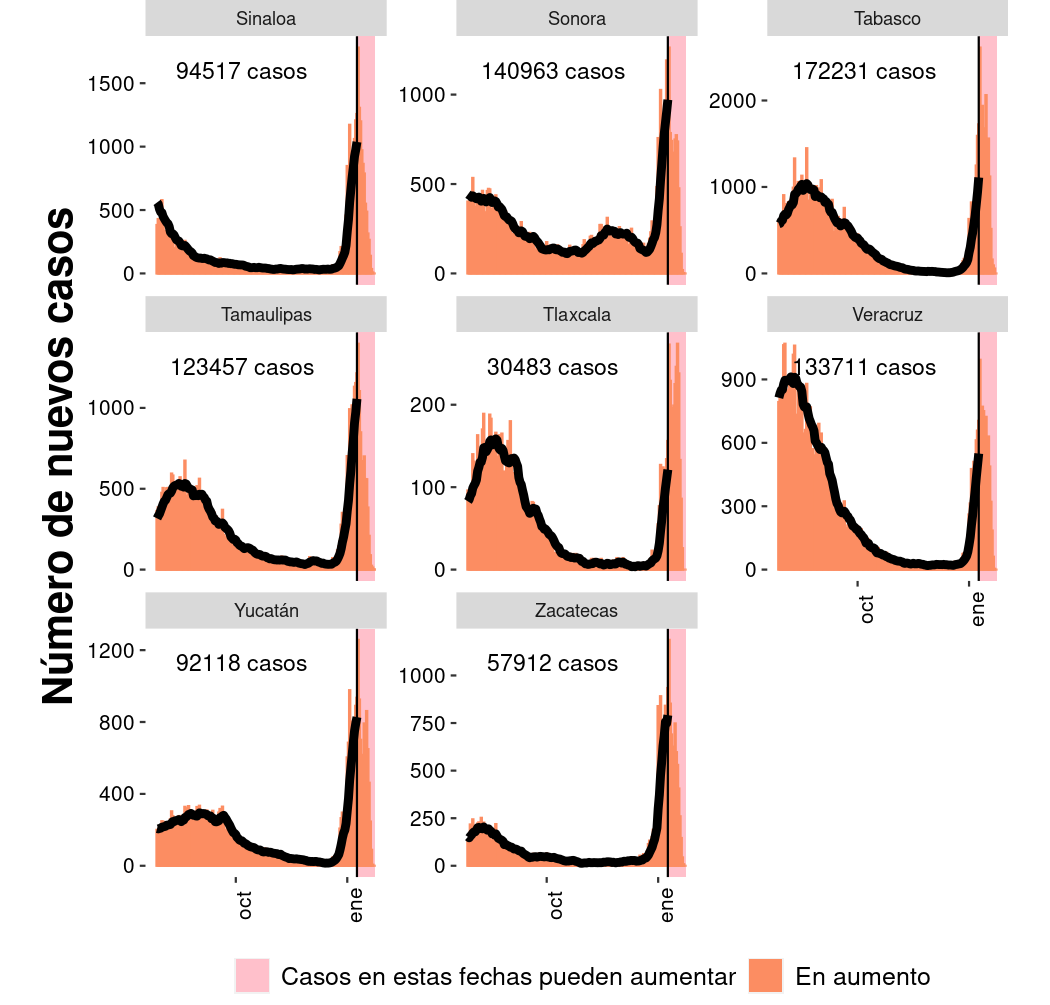 Número de nuevos casos
Sinaloa
94517 casos
1500
1000
500
0
Sonora
140963 casos
1000
500
0
Tabasco
172231 casos
2000
1000
0
Tamaulipas
123457 casos
1000
500
0
Tlaxcala
30483 casos
200
100
0
Veracruz
133711 casos
900
600
300
0
oct
ene
Yucatán
92118 casos
1200
800
400
0
oct
ene
Zacatecas
57912 casos
1000
750
500
250
0
oct
ene
Casos en estas fechas pueden aumentar
En aumento